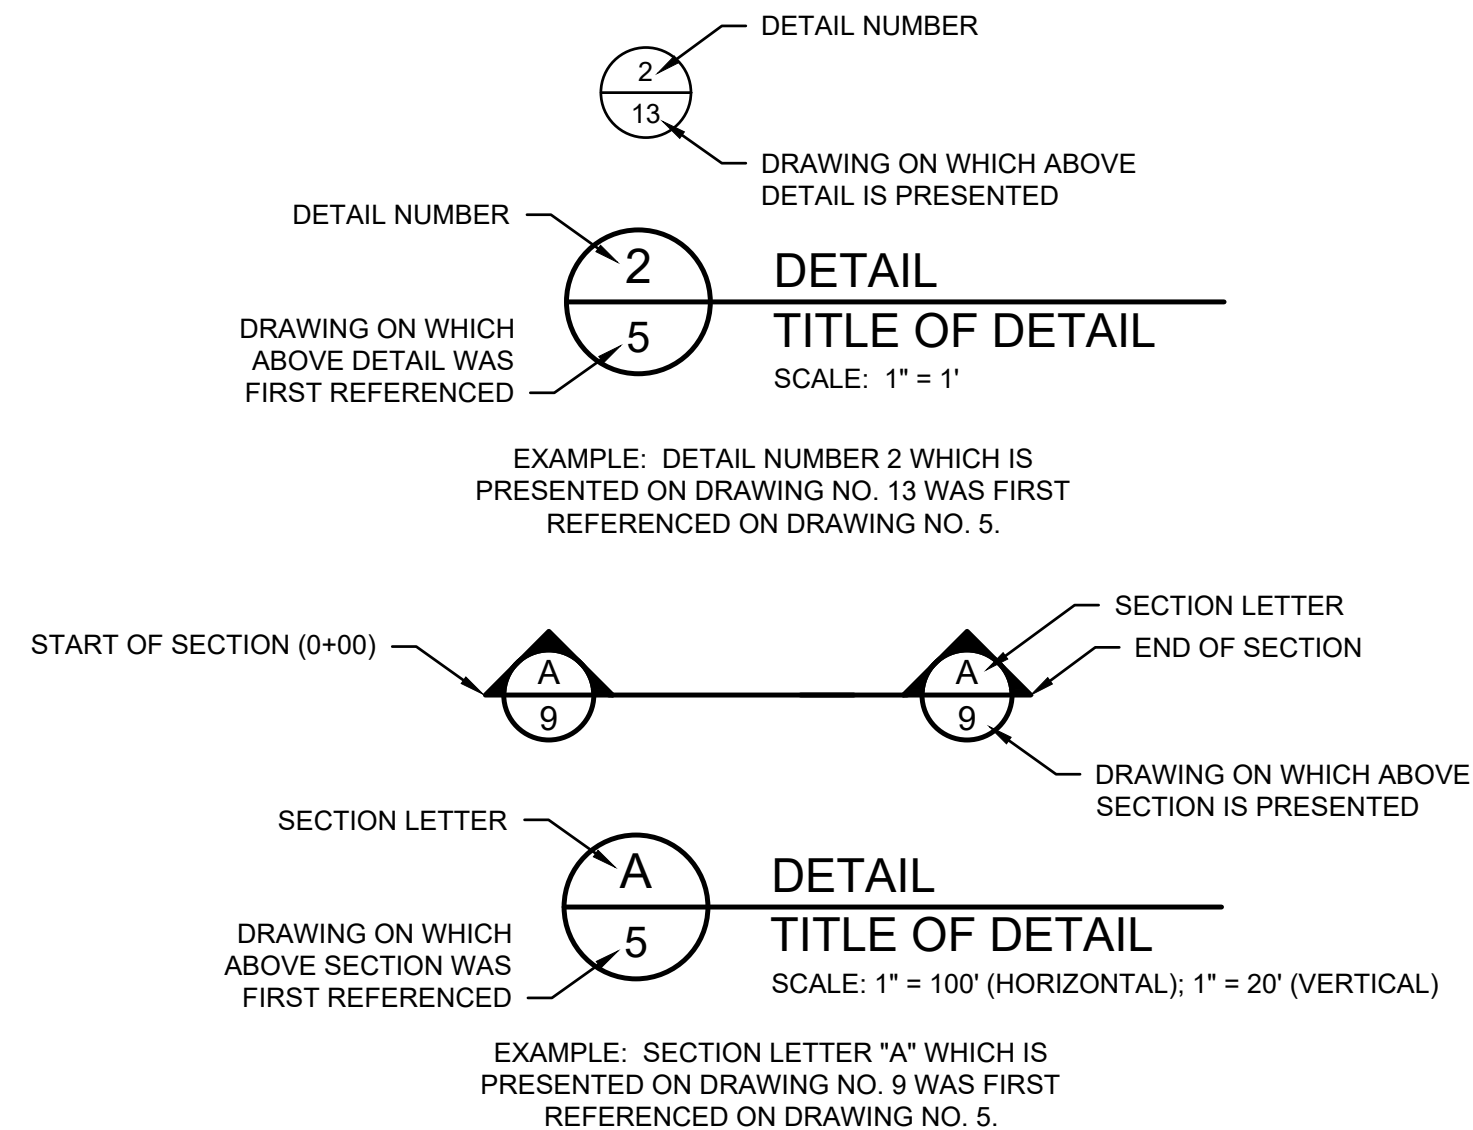 DETAIL NUMBER
2
13
DRAWING ON WHICH ABOVE
DETAIL IS PRESENTED
DETAIL NUMBER
2
5
DRAWING ON WHICH
ABOVE DETAIL WAS
FIRST REFERENCED
DETAIL
TITLE OF DETAIL
SCALE: 1" = 1'
EXAMPLE: DETAIL NUMBER 2 WHICH IS
PRESENTED ON DRAWING NO. 13 WAS FIRST
REFERENCED ON DRAWING NO. 5.
START OF SECTION (0+00)
A
9
A
9
SECTION LETTER
END OF SECTION
DRAWING ON WHICH ABOVE
SECTION IS PRESENTED
SECTION LETTER
A
5
DRAWING ON WHICH
ABOVE SECTION WAS
FIRST REFERENCED
DETAIL
TITLE OF DETAIL
SCALE: 1" = 100' (HORIZONTAL); 1" = 20' (VERTICAL)
EXAMPLE: SECTION LETTER "A" WHICH IS
PRESENTED ON DRAWING NO. 9 WAS FIRST
REFERENCED ON DRAWING NO. 5.